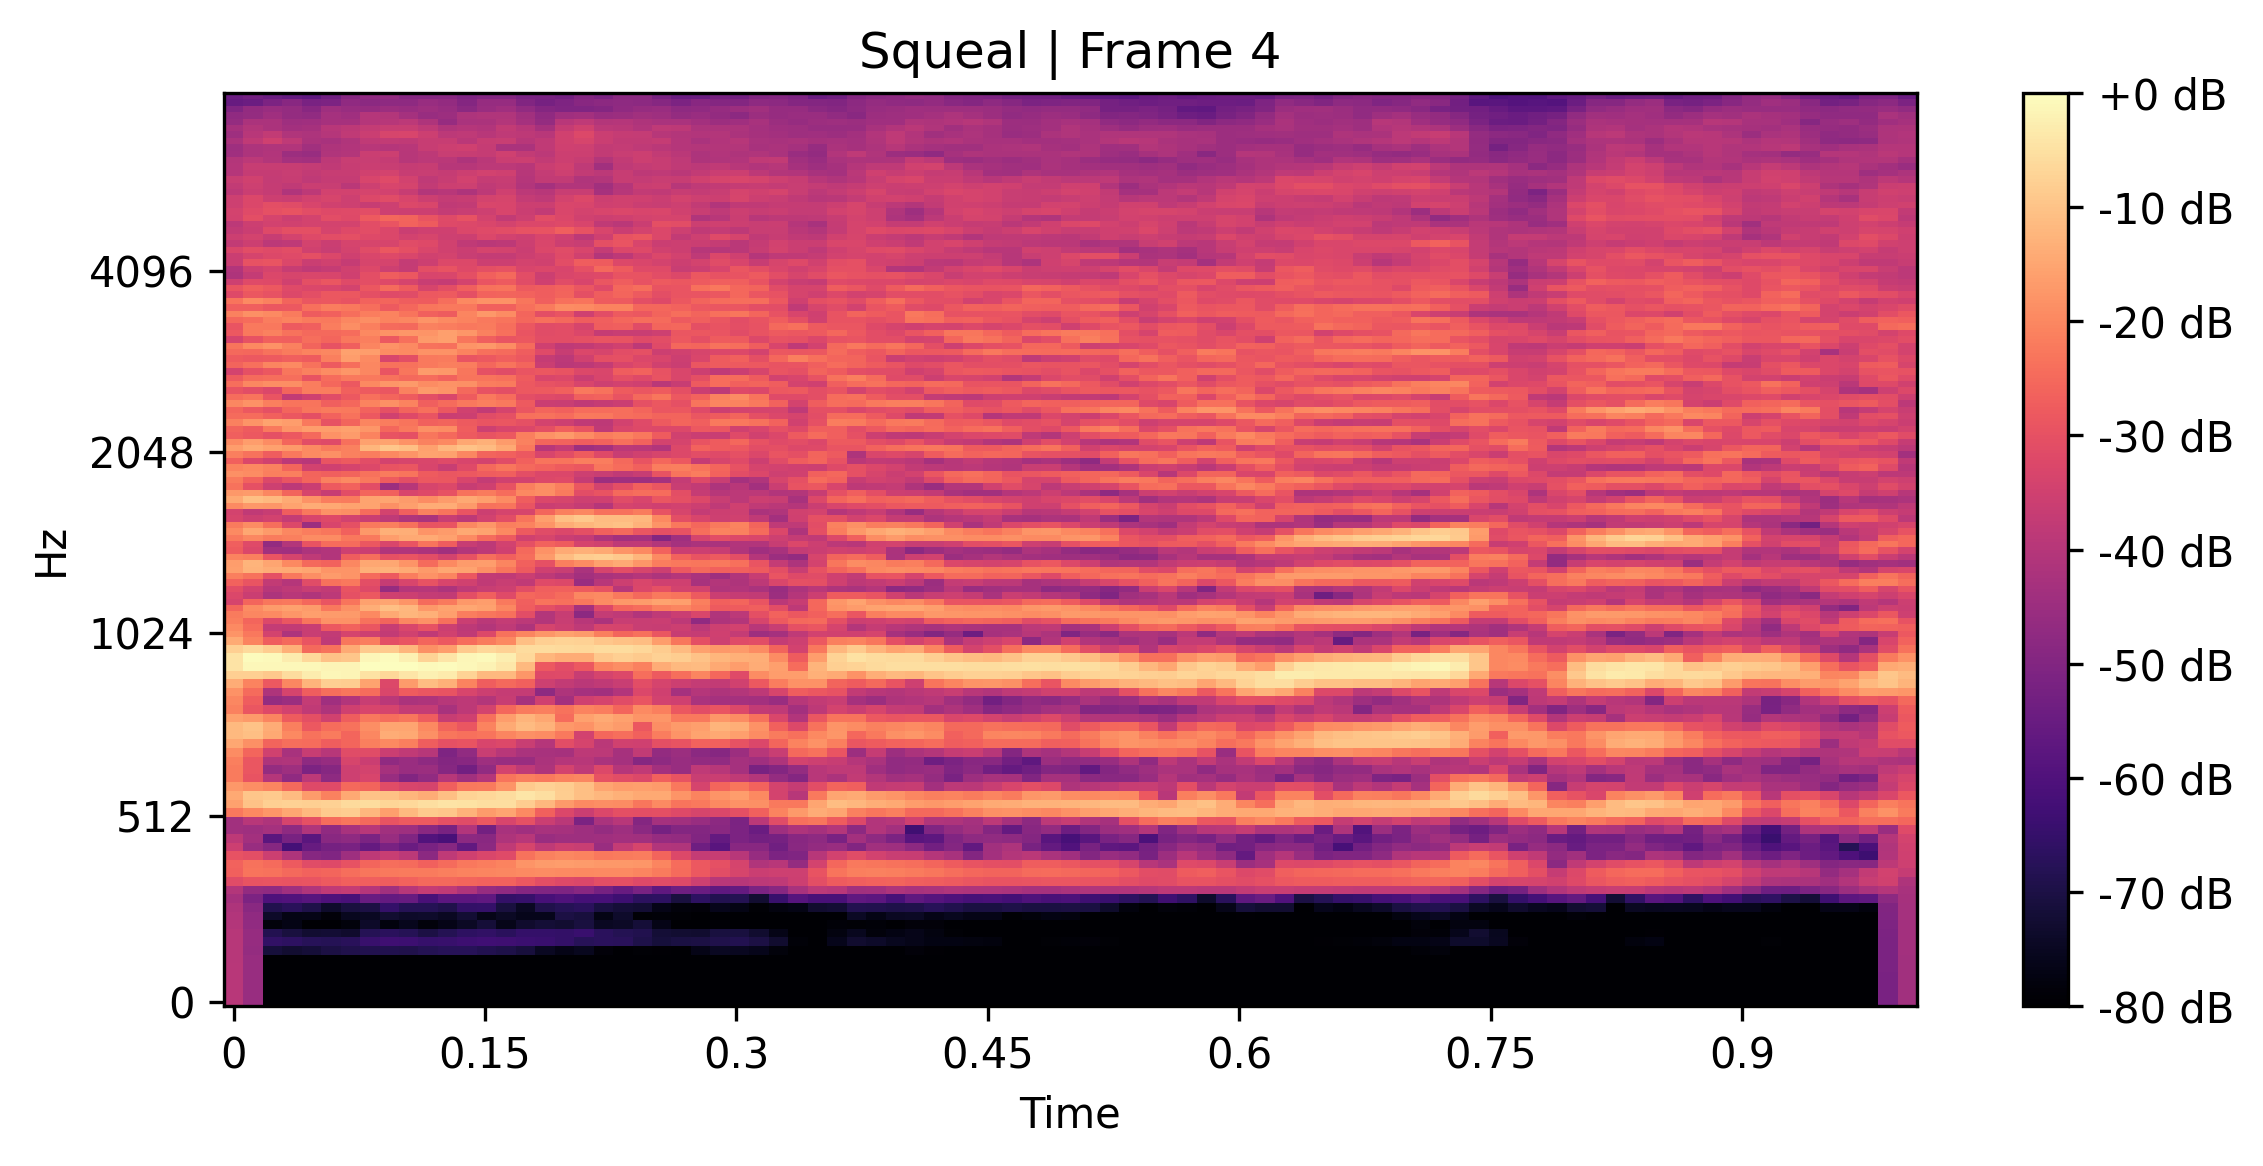 Squeal | Frame 4
Hz
4096
2048
1024
512
0
0
0.15
0.3
0.45
0.6
0.75
0.9
Time
+0 dB
-10 dB
-20 dB
-30 dB
-40 dB
-50 dB
-60 dB
-70 dB
-80 dB